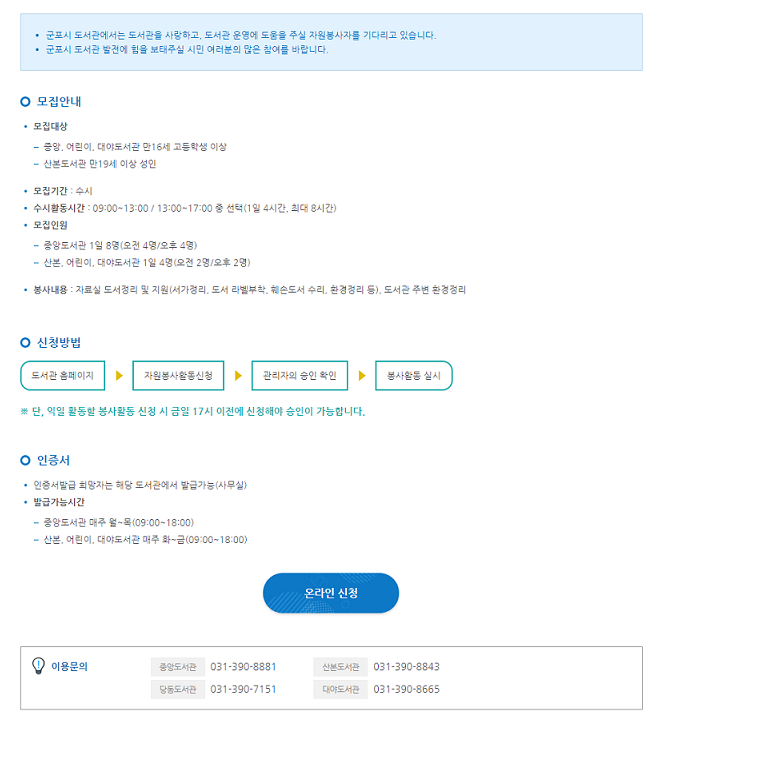 군포시 도서관에서는 도서관을 사랑하고, 도서관 운영에 도움을 주실 자원봉사자를 기다리고 있습니다.
군포시 도서관 발전에 힘을 보태주실 시민 여러분의 많은 참여를 바랍니다.
모집안내
모집대상
– 중앙, 어린이, 대야도서관 만16세 고등학생 이상
– 산본도서관 만19세 이상 성인
모집기간 : 수시
수시활동시간 : 09:00~13:00 / 13:00~17:00 중 선택(1일 4시간, 최대 8시간)
모집인원
– 중앙도서관 1일 8명(오전 4명/오후 4명)
– 산본, 어린이, 대야도서관 1일 4명(오전 2명/오후 2명)
봉사내용 : 자료실 도서정리 및 지원(서가정리, 도서 라벨부착, 훼손도서 수리, 환경정리 등), 도서관 주변 환경정리
신청방법
도서관 홈페이지 자원봉사활동신청 관리자의 승인 확인 봉사활동 실시
※ 단, 익일 활동할 봉사활동 신청 시 금일 17시 이전에 신청해야 승인이 가능합니다.
인증서
인증서발급 희망자는 해당 도서관에서 발급가능(사무실)
발급가능시간
– 중앙도서관 매주 월~목(09:00~18:00)
– 산본, 어린이, 대야도서관 매주 화~금(09:00~18:00)
온라인 신청
이용문의 중앙도서관 031-390-8881 산본도서관 031-390-8843
당동도서관 031-390-7151 대야도서관 031-390-8665